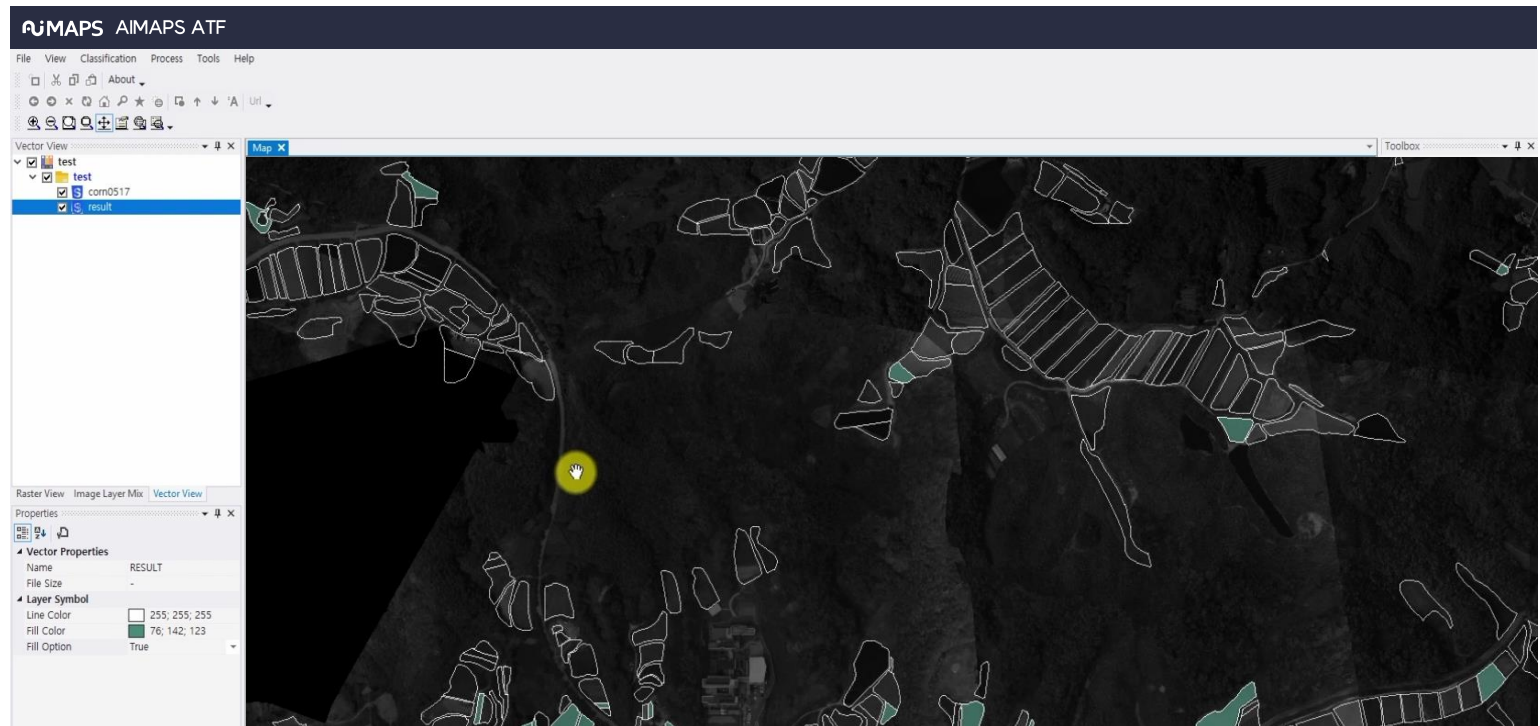 AiMAPS AIMAPS ATF
File View Classification Process Tools Help
About
'A Url
Vector View
Map
Toolbox
test
test
corn0517
result
Raster View Image Layer Mix Vector View
Properties
Vector Properties
Name RESULT
File Size -
Layer Symbol
Line Color 255; 255; 255
Fill Color 76; 142; 123
Fill Option True